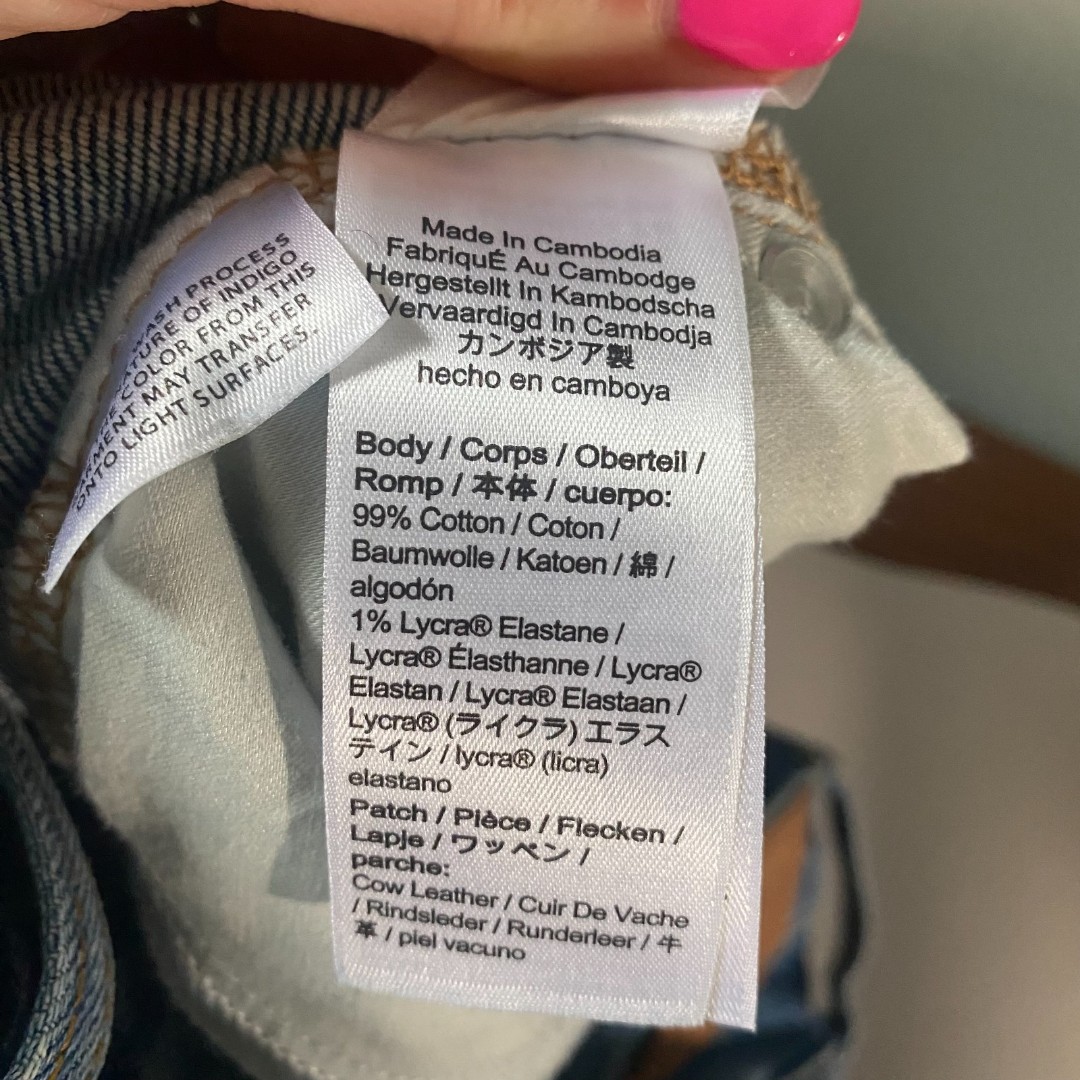 WASH PROCESS
NATURE OF INDIGO
COLOR FROM THIS
GARMENT MAY TRANSFER
ONTO LIGHT SURFACES.
Made In Cambodia
FabriquÉ Au Cambodge
Hergestellt In Kambodscha
Vervaardigd In Cambodja
カンボジア製
hecho en camboya
Body / Corps / Oberteil /
Romp / 本体 / cuerpo:
99% Cotton / Coton /
Baumwolle / Katoen / 綿 /
algodón
1% Lycra® Elastane /
Lycra® Élasthanne / Lycra®
Elastan / Lycra® Elastaan /
Lycra® (ライクラ) エラス
テイン / lycra® (licra)
elastano
Patch / Pièce / Flecken /
Lapje / ワッペン /
parche:
Cow Leather / Cuir De Vache
/ Rindsleder / Runderleer / 牛
革 / piel vacuno